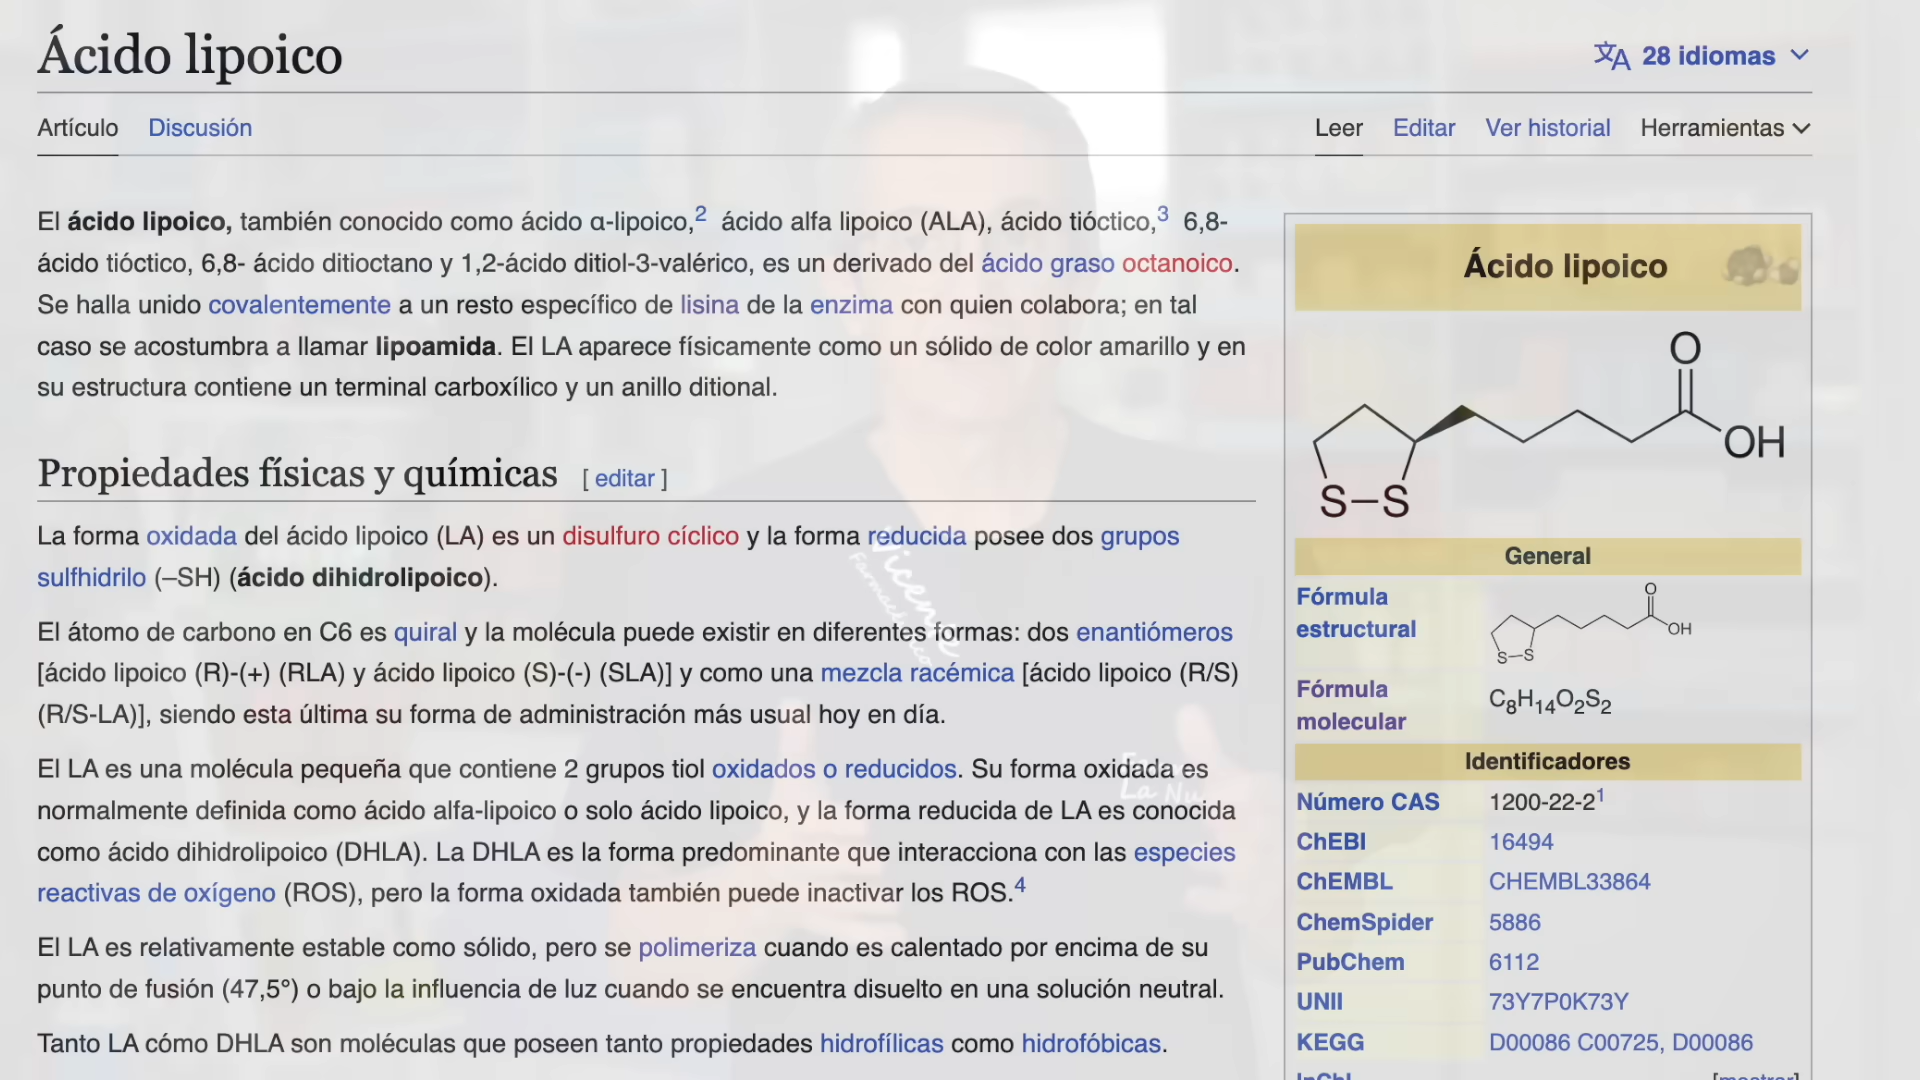 Ácido lipoico
28 idiomas
Artículo Discusión Leer Editar Ver historial Herramientas
El ácido lipoico, también conocido como ácido α-lipoico,2 ácido alfa lipoico (ALA), ácido tióctico,3 6,8-
ácido tióctico, 6,8- ácido ditioctano y 1,2-ácido ditiol-3-valérico, es un derivado del ácido graso octanoico.
Se halla unido covalentemente a un resto específico de lisina de la enzima con quien colabora; en tal
caso se acostumbra a llamar lipoamida. El LA aparece físicamente como un sólido de color amarillo y en
su estructura contiene un terminal carboxílico y un anillo ditional.
Propiedades físicas y químicas [ editar ]
La forma oxidada del ácido lipoico (LA) es un disulfuro cíclico y la forma reducida posee dos grupos
sulfhidrilo (–SH) (ácido dihidrolipoico).
El átomo de carbono en C6 es quiral y la molécula puede existir en diferentes formas: dos enantiómeros
[ácido lipoico (R)-(+) (RLA) y ácido lipoico (S)-(-) (SLA)] y como una mezcla racémica [ácido lipoico (R/S)
(R/S-LA)], siendo esta última su forma de administración más usual hoy en día.
El LA es una molécula pequeña que contiene 2 grupos tiol oxidados o reducidos. Su forma oxidada es
normalmente definida como ácido alfa-lipoico o solo ácido lipoico, y la forma reducida de LA es conocida
como ácido dihidrolipoico (DHLA). La DHLA es la forma predominante que interacciona con las especies
reactivas de oxígeno (ROS), pero la forma oxidada también puede inactivar los ROS.4
El LA es relativamente estable como sólido, pero se polimeriza cuando es calentado por encima de su
punto de fusión (47,5°) o bajo la influencia de luz cuando se encuentra disuelto en una solución neutral.
Tanto LA cómo DHLA son moléculas que poseen tanto propiedades hidrofílicas como hidrofóbicas.
Ácido lipoico
O
OH
S–S
General
Fórmula
estructural
O
OH
S–S
Fórmula
molecular
C8H14O2S2
Identificadores
Número CAS 1200-22-21
ChEBI 16494
ChEMBL CHEMBL33864
ChemSpider 5886
PubChem 6112
UNII 73Y7P0K73Y
KEGG D00086 C00725, D00086
InChI [mostrar]
Vicente
Farmacéutico
La Nu